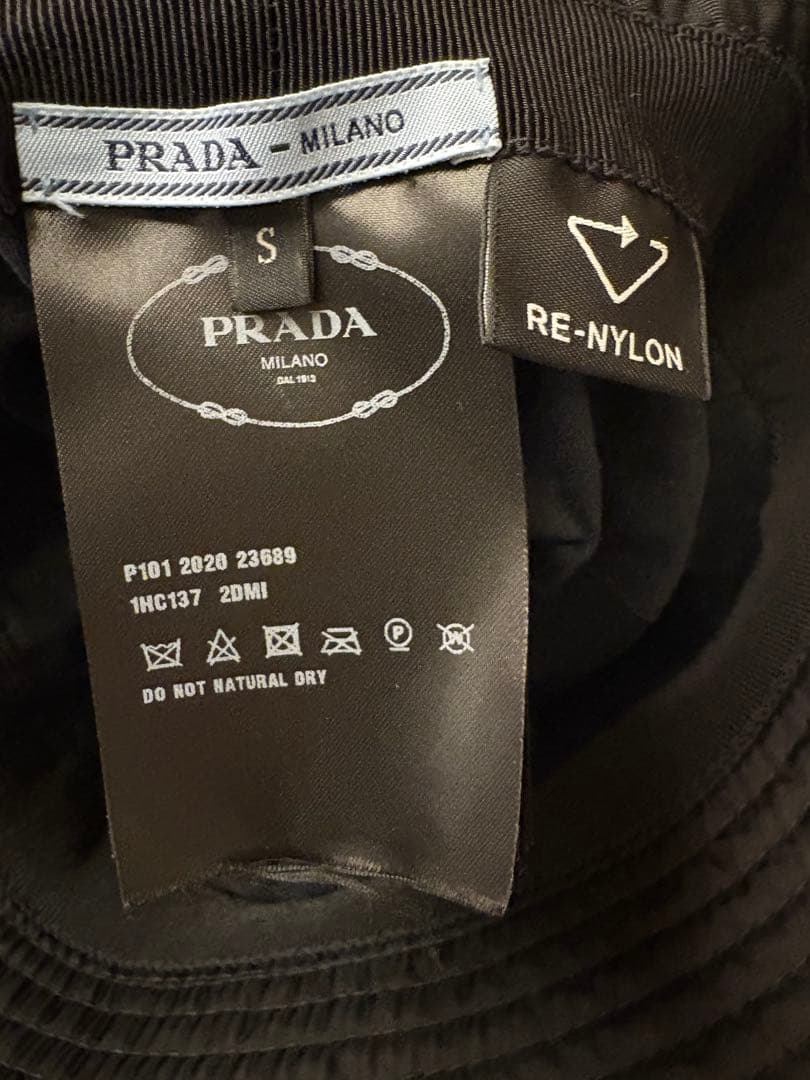 PRADA - MILANO
S
PRADA
MILANO
DAL 1913
RE-NYLON
P101 2020 23689
1HC137 2DMI
P
DO NOT NATURAL DRY